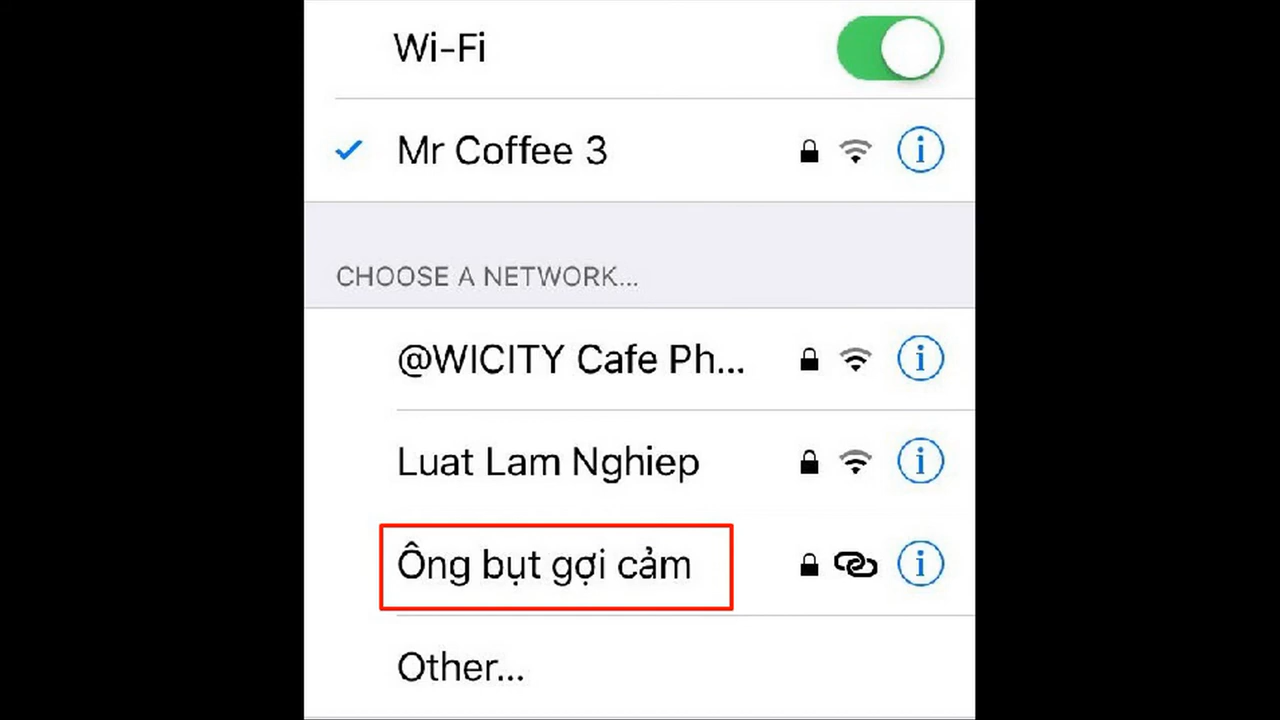 Wi-Fi
Mr Coffee 3
CHOOSE A NETWORK...
@WICITY Cafe Ph...
Luat Lam Nghiep
Ông bụt gợi cảm
Other...